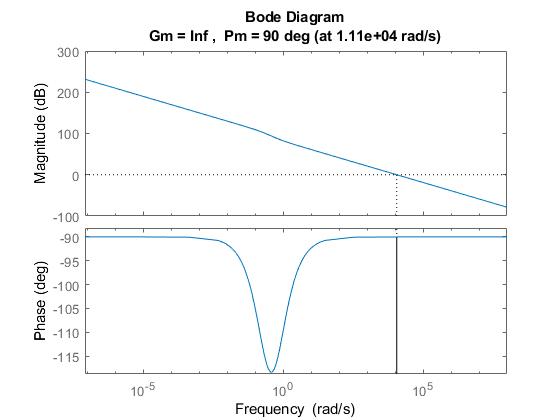 Bode Diagram
Gm = Inf , Pm = 90 deg (at 1.11e+04 rad/s)
300
200
100
0
-100
Magnitude (dB)
-90
-95
-100
-105
-110
-115
Phase (deg)
10^-5 10^0 10^5
Frequency (rad/s)